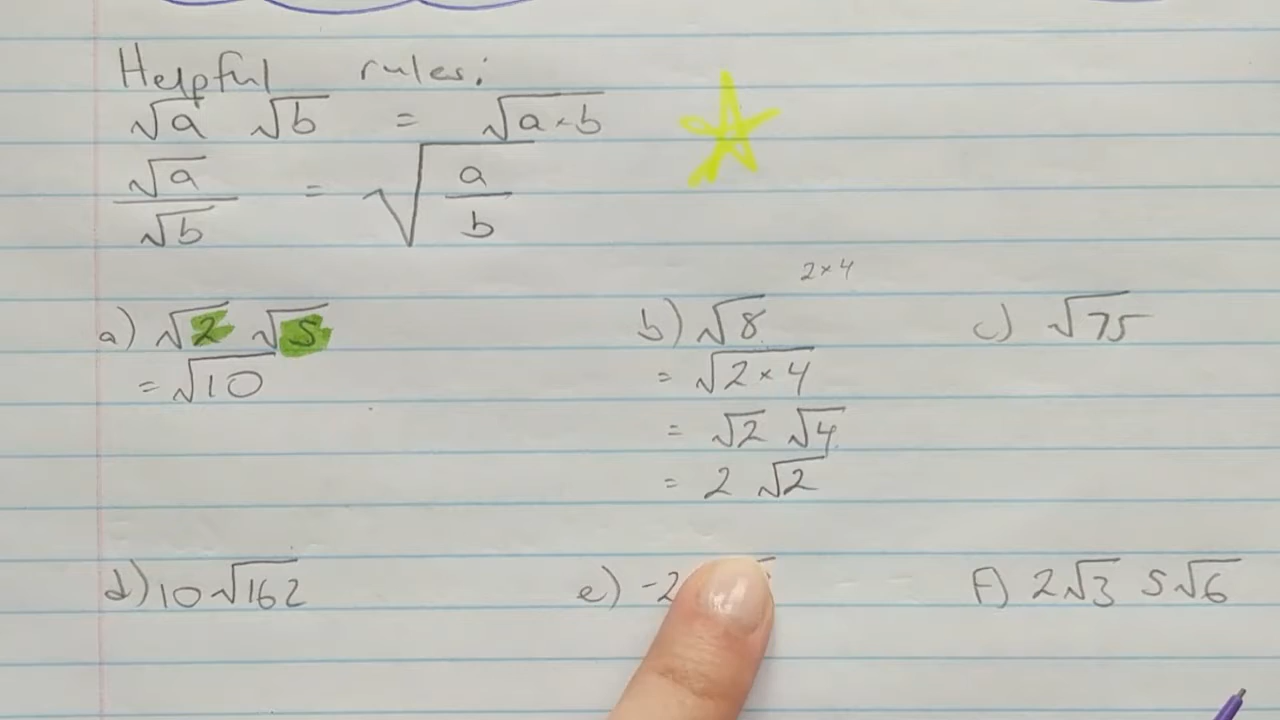 Helpful rules:
√a √b = √a×b
√a/√b = √(a/b)
2×4
a) √2 √5 b) √8 c) √75
= √10 = √2×4
= √2 √4
= 2 √2
d) 10√162 e) -2 F) 2√3 5√6